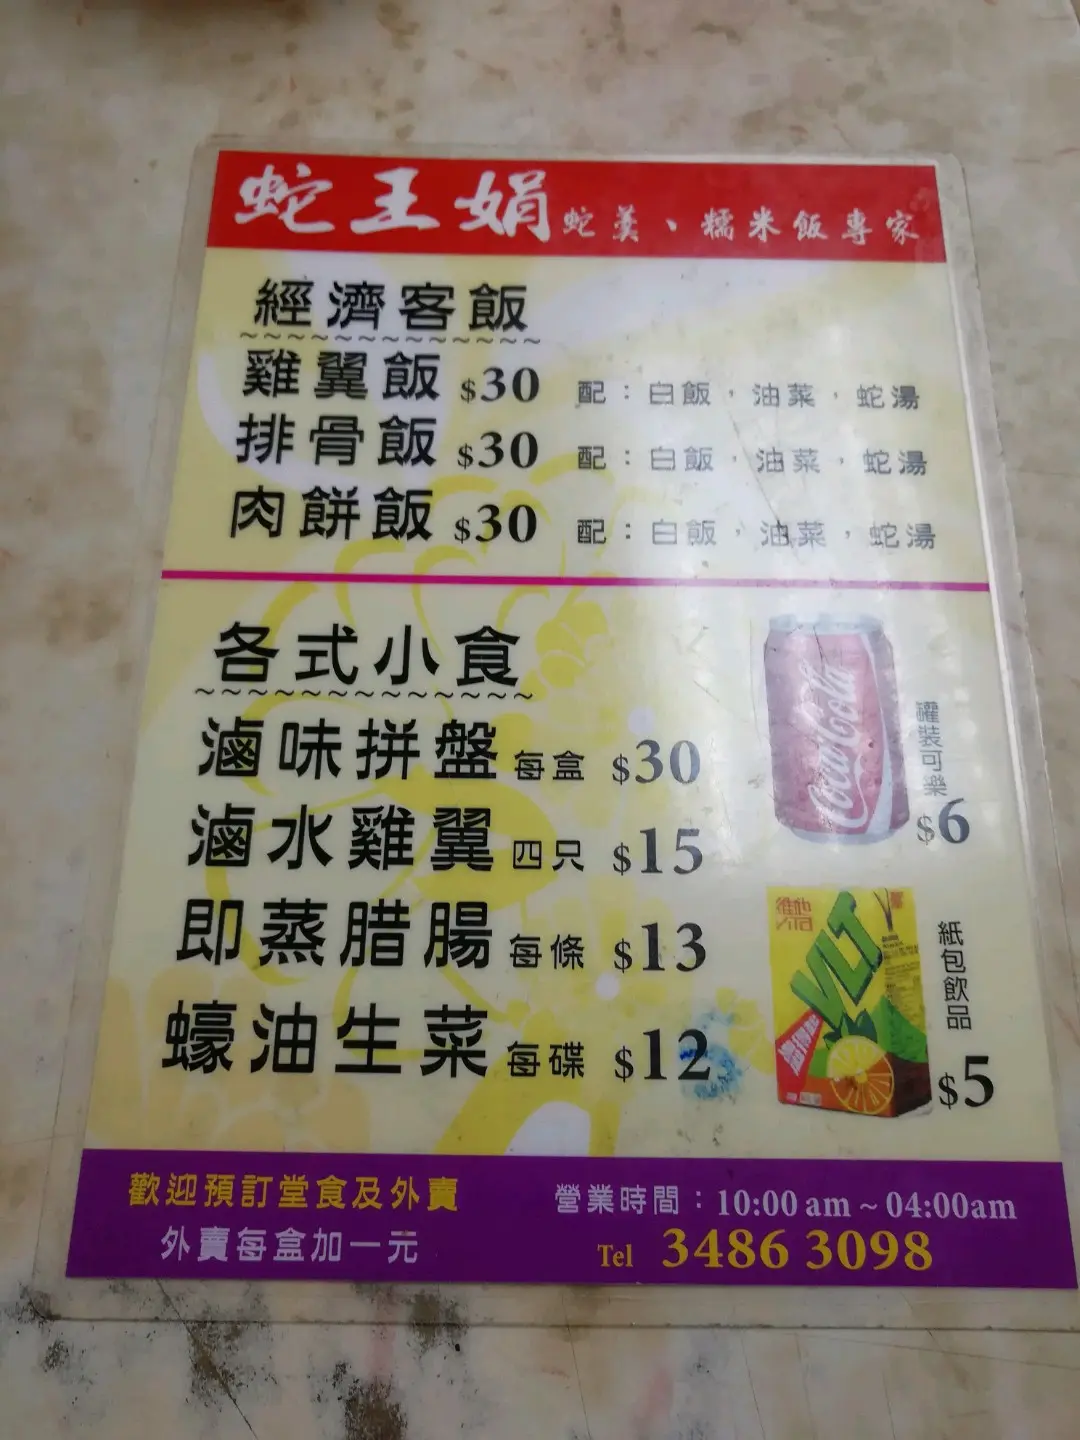 蛇王娟 蛇羹、糯米飯專家
經濟客飯
雞翼飯 $30 配：白飯，油菜，蛇湯
排骨飯 $30 配：白飯，油菜，蛇湯
肉餅飯 $30 配：白飯，油菜，蛇湯
各式小食
滷味拼盤 每盒 $30
滷水雞翼 四只 $15
即蒸腊腸 每條 $13
蠔油生菜 每碟 $12
Coca-Cola
罐裝可樂
$6
維他
VLT
紙包飲品
$5
歡迎預訂堂食及外賣
外賣每盒加一元
營業時間：10:00 am ~ 04:00am
Tel 3486 3098